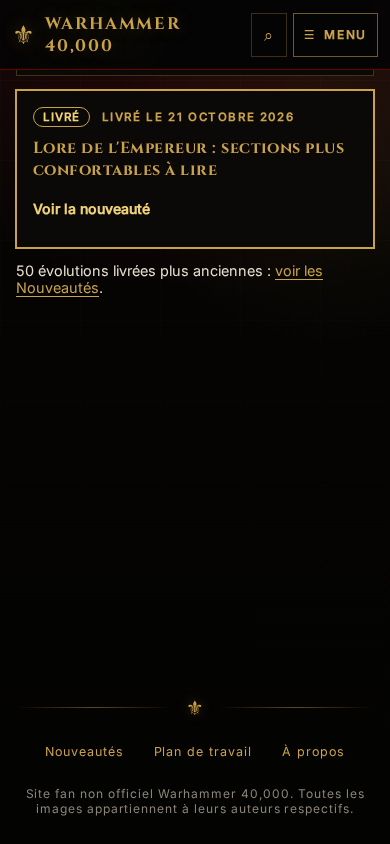 WARHAMMER
40,000
MENU
LIVRÉ LIVRÉ LE 21 OCTOBRE 2026
Lore de l'Empereur : sections plus
confortables à lire
Voir la nouveauté
50 évolutions livrées plus anciennes : voir les
Nouveautés.
Nouveautés Plan de travail À propos
Site fan non officiel Warhammer 40,000. Toutes les
images appartiennent à leurs auteurs respectifs.